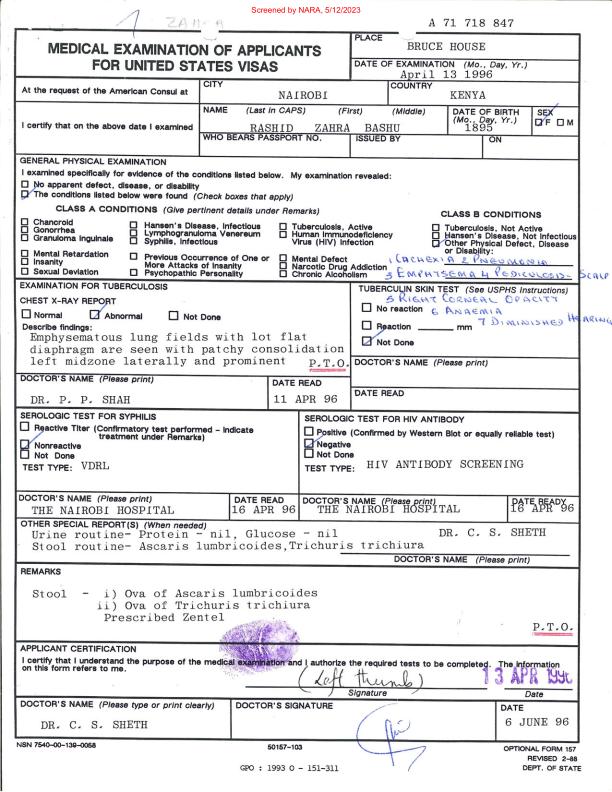 Screened by NARA, 5/12/2023
A 71 718 847
MEDICAL EXAMINATION OF APPLICANTS
FOR UNITED STATES VISAS
PLACE
BRUCE HOUSE
DATE OF EXAMINATION (Mo., Day, Yr.)
April 13 1996
At the request of the American Consul at
CITY
NAIROBI
COUNTRY
KENYA
I certify that on the above date I examined
NAME (Last in CAPS) (First) (Middle)
RASHID ZAHRA BASHU
DATE OF BIRTH
(Mo., Day, Yr.)
1895
SEX
F M
WHO BEARS PASSPORT NO.
ISSUED BY
ON
GENERAL PHYSICAL EXAMINATION
I examined specifically for evidence of the conditions listed below. My examination revealed:
No apparent defect, disease, or disability
The conditions listed below were found (Check boxes that apply)
CLASS A CONDITIONS (Give pertinent details under Remarks)
Chancroid
Gonorrhea
Granuloma Inguinale
Hansen's Disease, Infectious
Lymphogranuloma Venereum
Syphilis, Infectious
Tuberculosis, Active
Human Immunodeficiency
Virus (HIV) Infection
Mental Retardation
Insanity
Sexual Deviation
Previous Occurrence of One or
More Attacks of Insanity
Psychopathic Personality
Mental Defect
Narcotic Drug Addiction
Chronic Alcoholism
CLASS B CONDITIONS
Tuberculosis, Not Active
Hansen's Disease, Not Infectious
Other Physical Defect, Disease
or Disability:
1 CACHEXIA 2 PNEUMONIA
3 EMPHYSEMA 4 PEDICULOSIS- SCALP
5 RIGHT CORNEAL OPACITY
6 ANAEMIA
7 DIMINISHED HEARING
EXAMINATION FOR TUBERCULOSIS
CHEST X-RAY REPORT
Normal Abnormal Not Done
Describe findings:
Emphysematous lung fields with lot flat
diaphragm are seen with patchy consolidation
left midzone laterally and prominent P.T.O.
DOCTOR'S NAME (Please print)
DR. P. P. SHAH
DATE READ
11 APR 96
TUBERCULIN SKIN TEST (See USPHS Instructions)
No reaction
Reaction mm
Not Done
DOCTOR'S NAME (Please print)
DATE READ
SEROLOGIC TEST FOR SYPHILIS
Reactive Titer (Confirmatory test performed - indicate
treatment under Remarks)
Nonreactive
Not Done
TEST TYPE: VDRL
SEROLOGIC TEST FOR HIV ANTIBODY
Positive (Confirmed by Western Blot or equally reliable test)
Negative
Not Done
TEST TYPE: HIV ANTIBODY SCREENING
DOCTOR'S NAME (Please print)
THE NAIROBI HOSPITAL
DATE READ
16 APR 96
DOCTOR'S NAME (Please print)
THE NAIROBI HOSPITAL
DATE READY
16 APR 96
OTHER SPECIAL REPORT(S) (When needed)
Urine routine- Protein - nil, Glucose - nil DR. C. S. SHETH
Stool routine- Ascaris lumbricoides,Trichuris trichiura
DOCTOR'S NAME (Please print)
REMARKS
Stool - i) Ova of Ascaris lumbricoides
ii) Ova of Trichuris trichiura
Prescribed Zentel
P.T.O.
APPLICANT CERTIFICATION
I certify that I understand the purpose of the medical examination and I authorize the required tests to be completed. The information
on this form refers to me.
(Left thumb)
13 APR 1996
Signature
Date
DOCTOR'S NAME (Please type or print clearly)
DR. C. S. SHETH
DOCTOR'S SIGNATURE
DATE
6 JUNE 96
NSN 7540-00-139-0058
50157-103
OPTIONAL FORM 157
REVISED 2-88
DEPT. OF STATE
GPO : 1993 O - 151-311